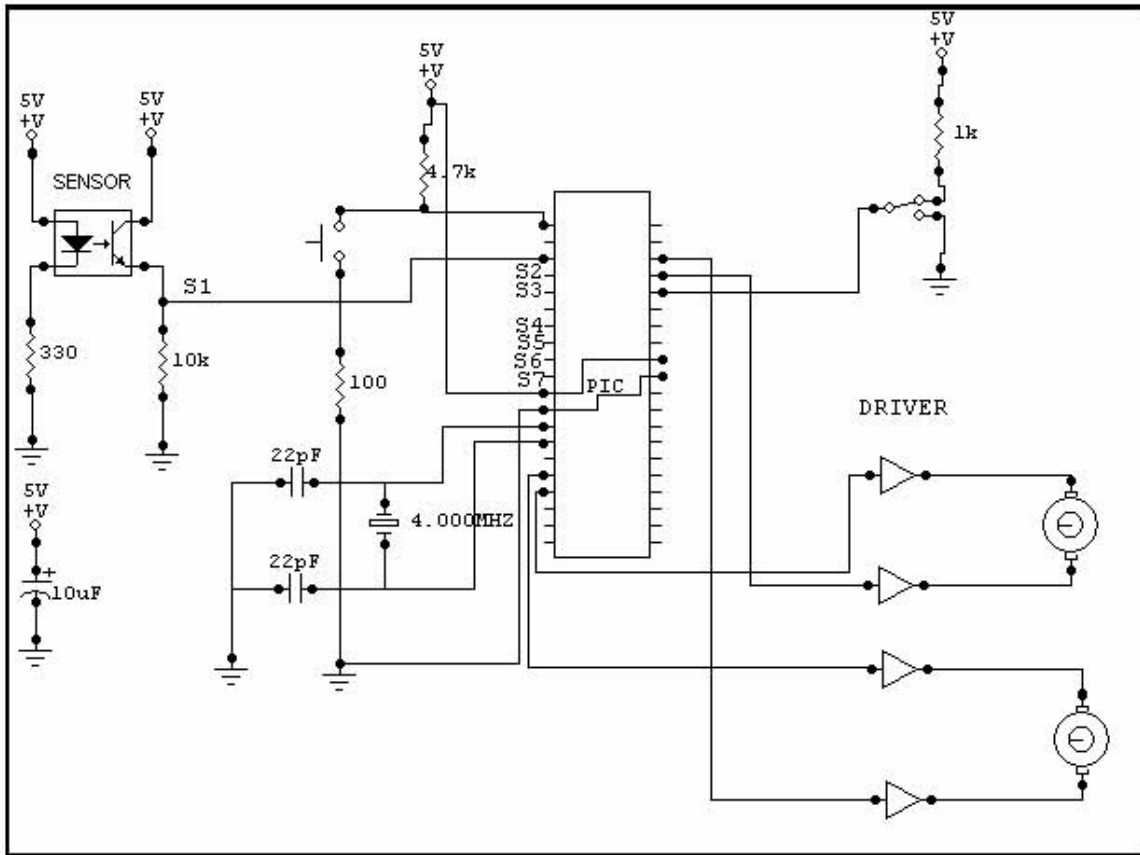 5V
+V
5V
+V
5V
+V
5V
+V
SENSOR
4.7k
1k
S1
S2
S3
S4
S5
S6
S7
PIC
330
10k
100
DRIVER
22pF
4.000MHZ
22pF
5V
+V
+
10uF